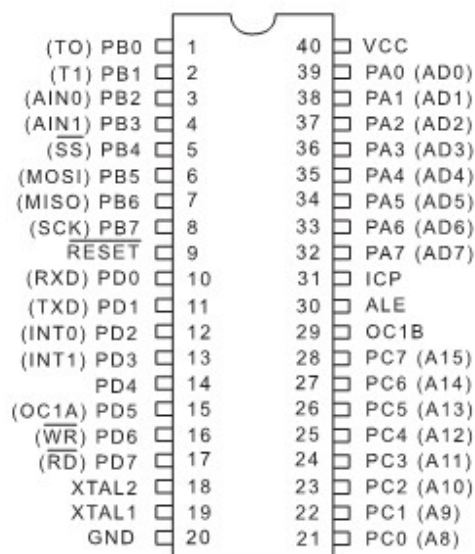 (TO) PB0 1 40 VCC
(T1) PB1 2 39 PA0 (AD0)
(AIN0) PB2 3 38 PA1 (AD1)
(AIN1) PB3 4 37 PA2 (AD2)
(S̅S̅) PB4 5 36 PA3 (AD3)
(MOSI) PB5 6 35 PA4 (AD4)
(MISO) PB6 7 34 PA5 (AD5)
(SCK) PB7 8 33 PA6 (AD6)
R̅E̅S̅E̅T̅ 9 32 PA7 (AD7)
(RXD) PD0 10 31 ICP
(TXD) PD1 11 30 ALE
(INT0) PD2 12 29 OC1B
(INT1) PD3 13 28 PC7 (A15)
PD4 14 27 PC6 (A14)
(OC1A) PD5 15 26 PC5 (A13)
(W̅R̅) PD6 16 25 PC4 (A12)
(R̅D̅) PD7 17 24 PC3 (A11)
XTAL2 18 23 PC2 (A10)
XTAL1 19 22 PC1 (A9)
GND 20 21 PC0 (A8)